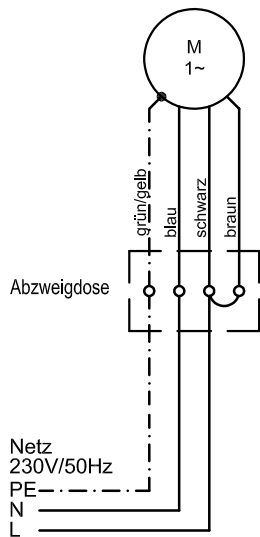 M
1~
grün/gelb
blau
schwarz
braun
Abzweigdose
Netz
230V/50Hz
PE
N
L